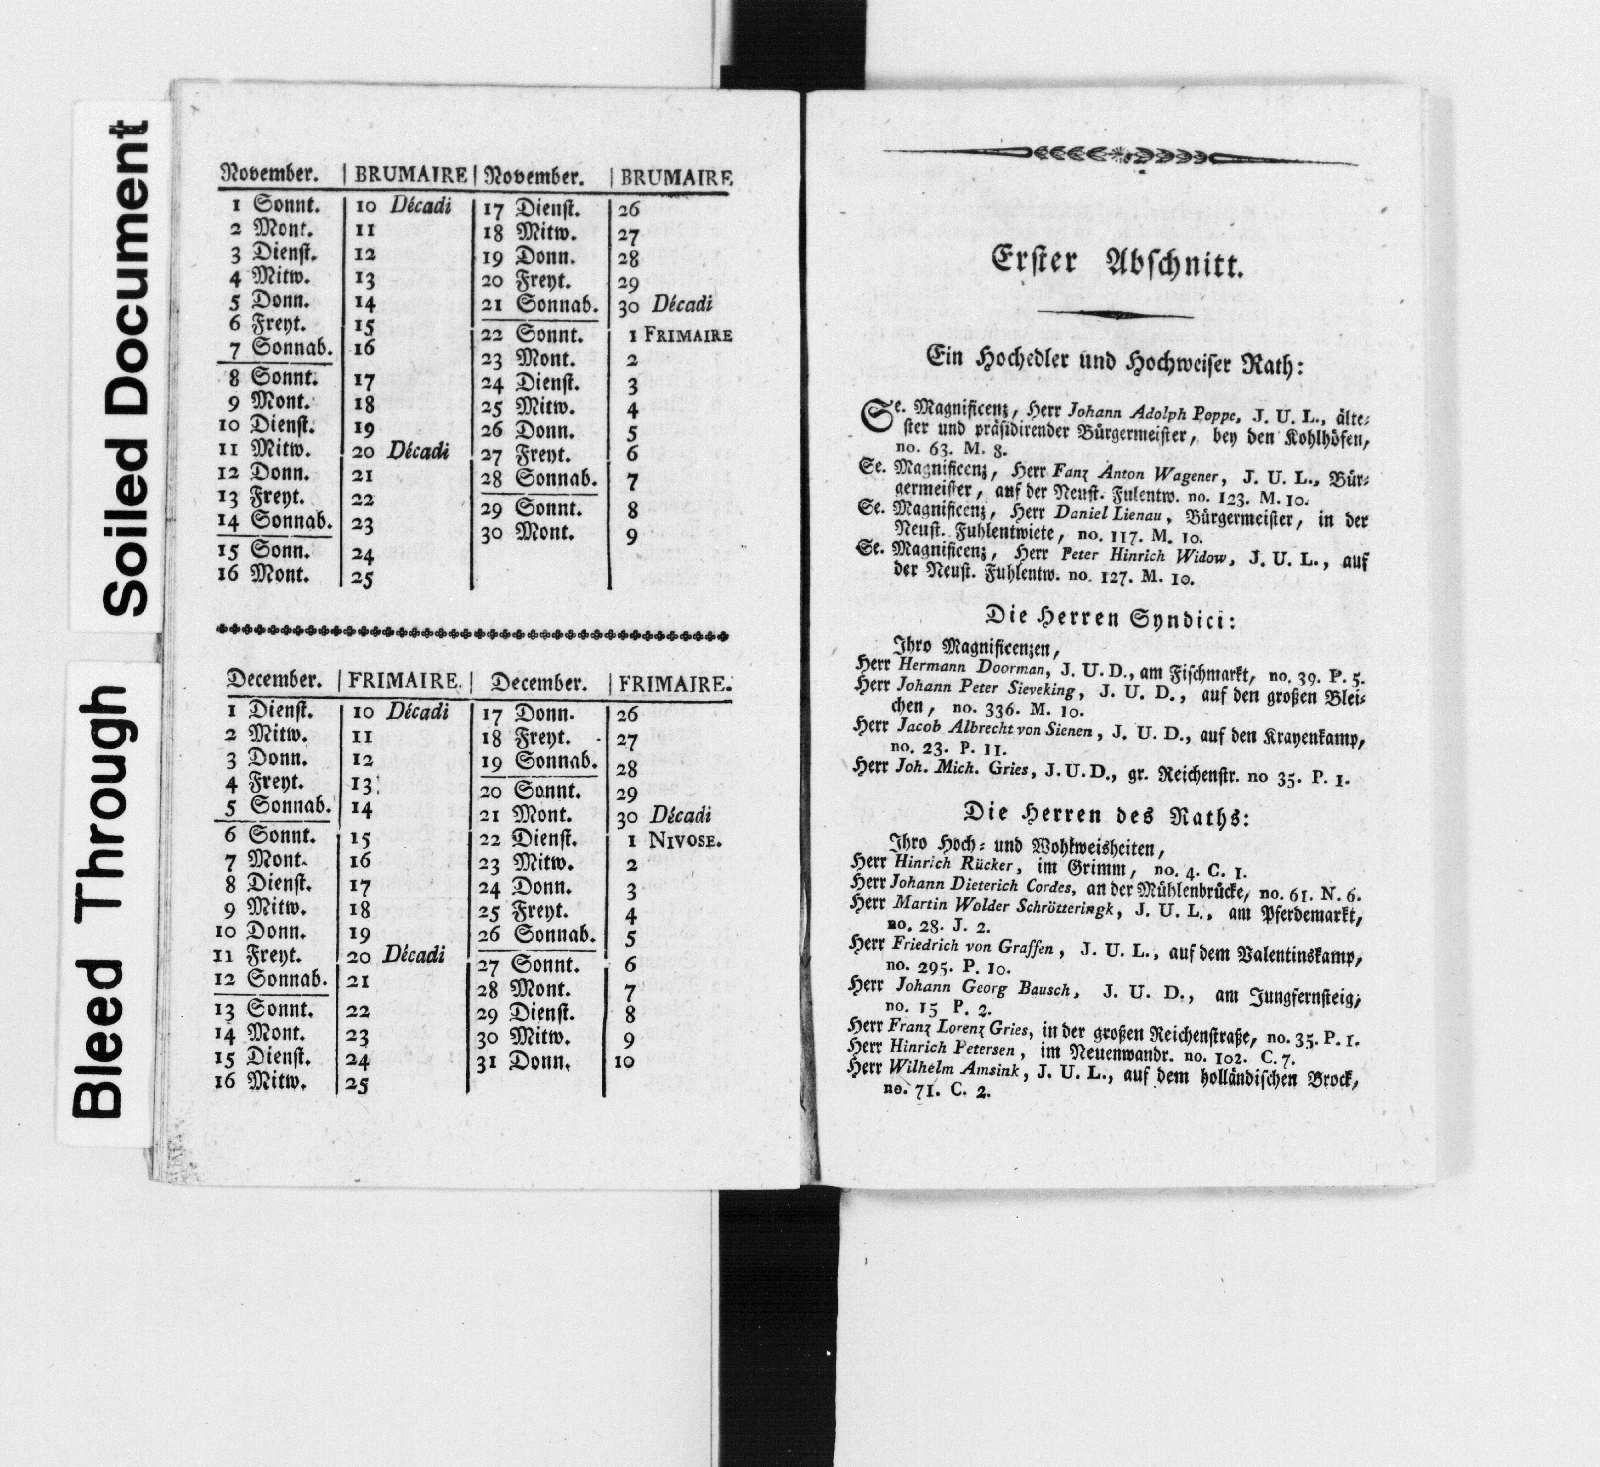 Soiled Document
Bleed Through
November. | BRUMAIRE | November. | BRUMAIRE.
1 Sonnt. | 10 Décadi | 17 Dienst. | 26
2 Mont. | 11 | 18 Mitw. | 27
3 Dienst. | 12 | 19 Donn. | 28
4 Mitw. | 13 | 20 Freyt. | 29
5 Donn. | 14 | 21 Sonnab. | 30 Décadi
6 Freyt. | 15 | 22 Sonnt. | 1 FRIMAIRE
7 Sonnab. | 16 | 23 Mont. | 2
8 Sonnt. | 17 | 24 Dienst. | 3
9 Mont. | 18 | 25 Mitw. | 4
10 Dienst. | 19 | 26 Donn. | 5
11 Mitw. | 20 Décadi | 27 Freyt. | 6
12 Donn. | 21 | 28 Sonnab. | 7
13 Freyt. | 22 | 29 Sonnt. | 8
14 Sonnab. | 23 | 30 Mont. | 9
15 Sonn. | 24
16 Mont. | 25
December. | FRIMAIRE. | December. | FRIMAIRE.
1 Dienst. | 10 Décadi | 17 Donn. | 26
2 Mitw. | 11 | 18 Freyt. | 27
3 Donn. | 12 | 19 Sonnab. | 28
4 Freyt. | 13 | 20 Sonnt. | 29
5 Sonnab. | 14 | 21 Mont. | 30 Décadi
6 Sonnt. | 15 | 22 Dienst. | 1 NIVOSE.
7 Mont. | 16 | 23 Mitw. | 2
8 Dienst. | 17 | 24 Donn. | 3
9 Mitw. | 18 | 25 Freyt. | 4
10 Donn. | 19 | 26 Sonnab. | 5
11 Freyt. | 20 Décadi | 27 Sonnt. | 6
12 Sonnab. | 21 | 28 Mont. | 7
13 Sonnt. | 22 | 29 Dienst. | 8
14 Mont. | 23 | 30 Mitw. | 9
15 Dienst. | 24 | 31 Donn. | 10
16 Mitw. | 25
Erster Abschnitt.
Ein Hochedler und Hochweiser Rath:
Se. Magnificenz, Herr Johann Adolph Poppe, J. U. L., älte-
ster und präsidirender Bürgermeister, bey den Kohlhöfen,
no. 63. M. 8.
Se. Magnificenz, Herr Fanz Anton Wagener, J. U. L., Bür-
germeister, auf der Neust. Fulentw. no. 123. M. 10.
Se. Magnificenz, Herr Daniel Lienau, Bürgermeister, in der
Neust. Fuhlentwiete, no. 117. M. 10.
Se. Magnificenz, Herr Peter Hinrich Widow, J. U. L., auf
der Neust. Fuhlentw. no. 127. M. 10.
Die Herren Syndici:
Ihro Magnificenzen,
Herr Hermann Doorman, J. U. D., am Fischmarkt, no. 39. P. 5.
Herr Johann Peter Sieveking, J. U. D., auf den großen Blei-
chen, no. 336. M. 10.
Herr Jacob Albrecht von Sienen, J. U. D., auf den Krayenkamp,
no. 23. P. 11.
Herr Joh. Mich. Gries, J. U. D., gr. Reichenstr. no 35. P. 1.
Die Herren des Raths:
Ihro Hoch- und Wohlweisheiten,
Herr Hinrich Rücker, im Grimm, no. 4. C. 1.
Herr Johann Dieterich Cordes, an der Mühlenbrücke, no. 61. N. 6.
Herr Martin Wolder Schrötteringk, J. U. L., am Pferdemarkt,
no. 28. J. 2.
Herr Friedrich von Graffen, J. U. L., auf dem Valentinskamp,
no. 295. P. 10.
Herr Johann Georg Bausch, J. U. D., am Jungfernsteig,
no. 15 P. 2.
Herr Franz Lorenz Gries, in der großen Reichenstraße, no. 35. P. 1.
Herr Hinrich Petersen, im Neuenwandr. no. 102. C. 7.
Herr Wilhelm Amsink, J. U. L., auf dem holländischen Brock,
no. 71. C. 2.